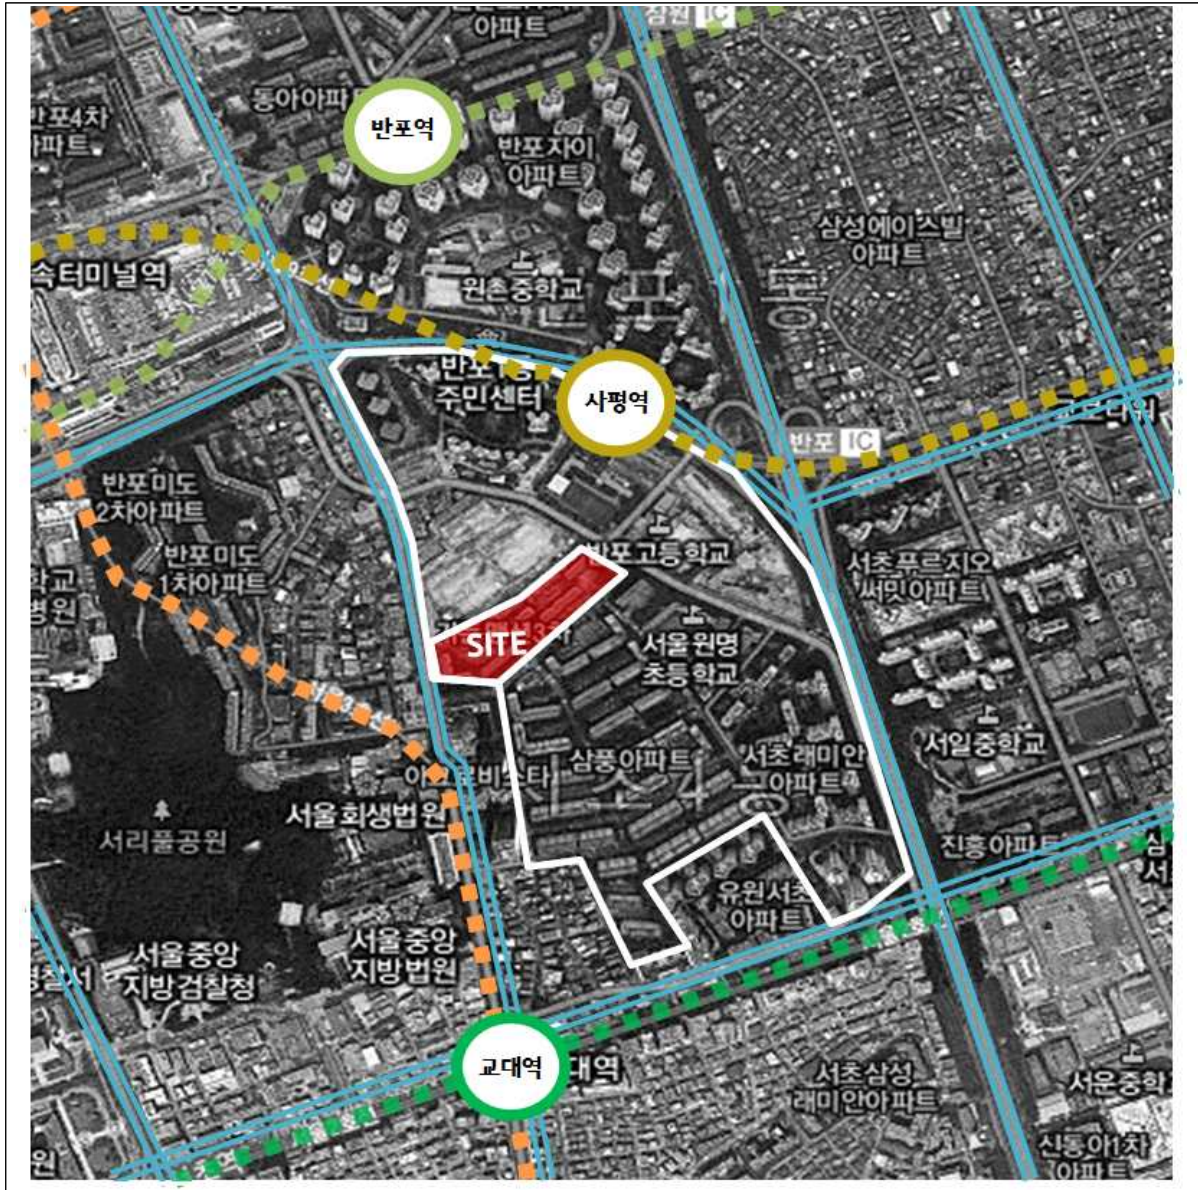 아파트
잠원 IC
동아아파
반포역
반포4차
아파트
반포자이
아파트
삼성에이스빌
아파트
속터미널역
원촌중학교
주민센터
사평역
반포 IC
반포미도
2차아파트
반포미도
1차아파트
반포고등학교
서초푸르지오
써밋아파트
학교
병원
SITE
서울원명
초등학교
서일중학교
삼풍아파트
서초래미안
아파트
서울회생법원
서리풀공원
진흥아파트
유원서초
아파트
서울중앙
지방검찰청
서울중앙
지방법원
교대역
대역
서초삼성
래미안아파트
서운중학
신동아1차
아파트
원